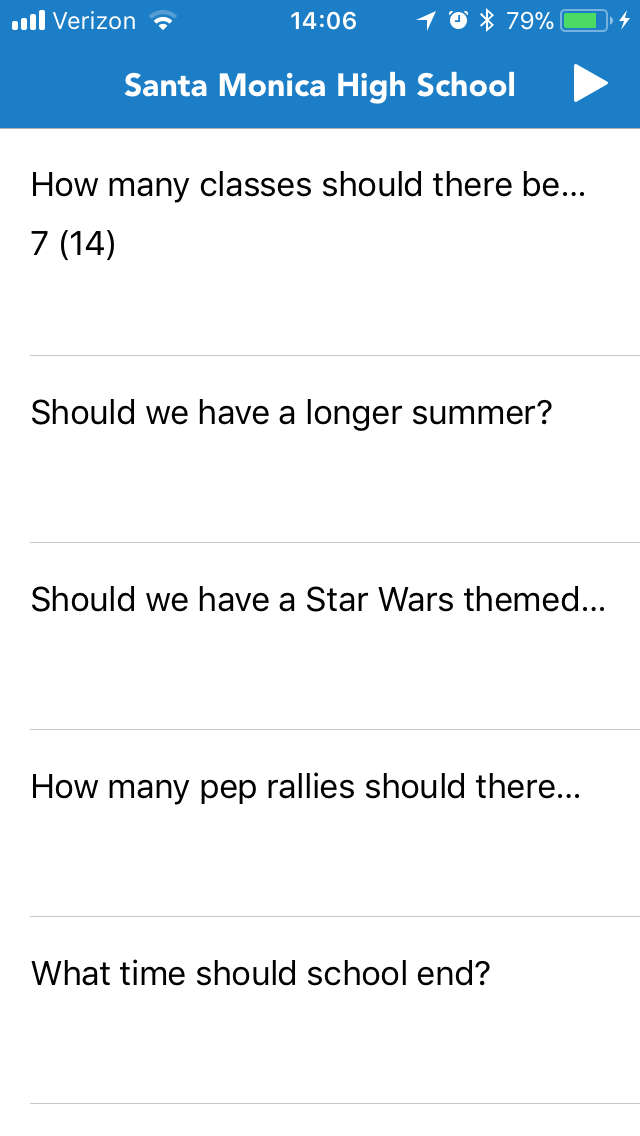 Verizon 14:06 79%
Santa Monica High School
How many classes should there be...
7 (14)
Should we have a longer summer?
Should we have a Star Wars themed...
How many pep rallies should there...
What time should school end?